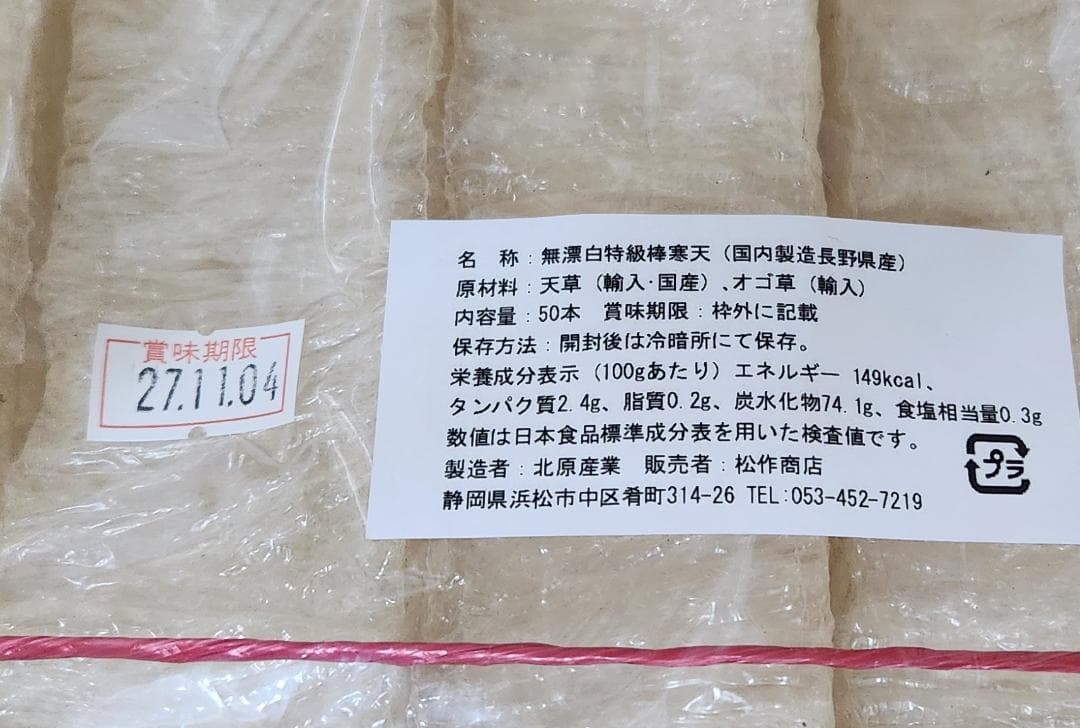 賞味期限
27.11.04
名　称：無漂白特級棒寒天（国内製造長野県産）
原材料：天草（輸入・国産）、オゴ草（輸入）
内容量：50本　賞味期限：枠外に記載
保存方法：開封後は冷暗所にて保存。
栄養成分表示（100gあたり）エネルギー 149kcal、
タンパク質2.4g、脂質0.2g、炭水化物74.1g、食塩相当量0.3g
数値は日本食品標準成分表を用いた検査値です。
製造者：北原産業　販売者：松作商店
静岡県浜松市中区肴町314-26 TEL:053-452-7219
プラ